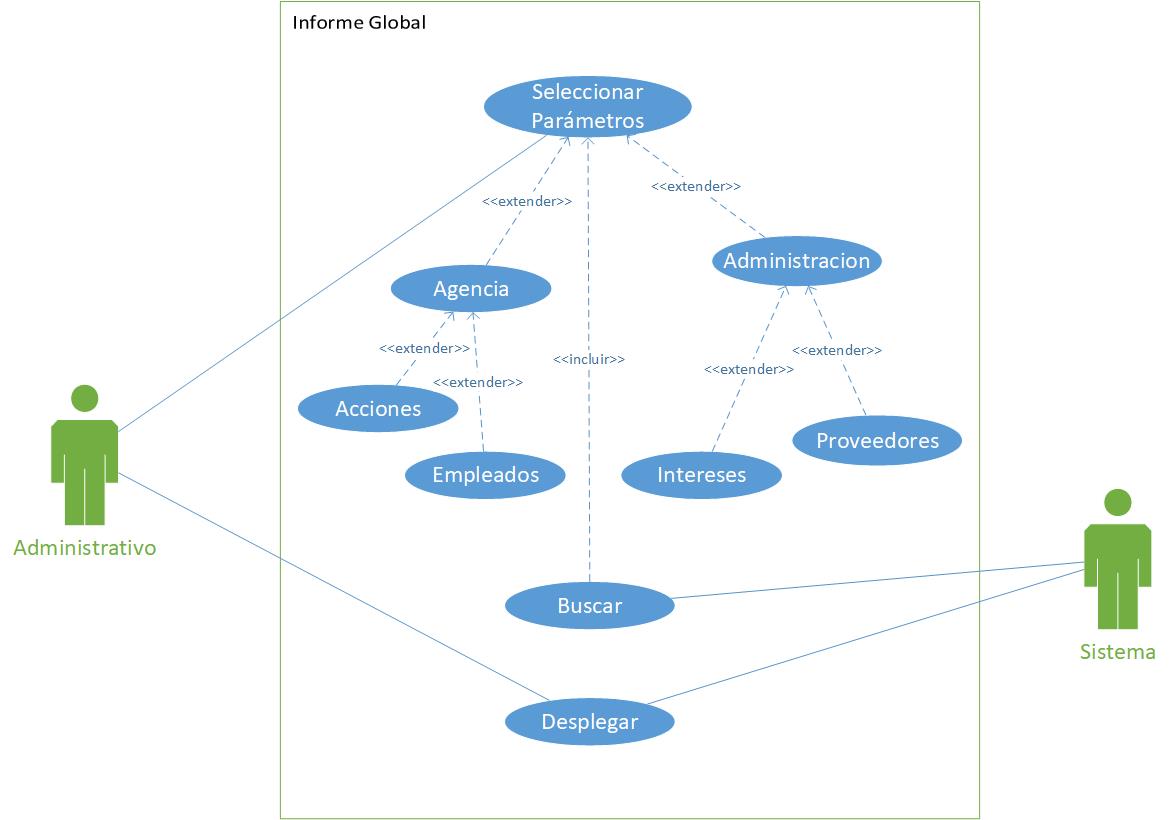 Informe Global
Seleccionar
Parámetros
<<extender>>
<<extender>>
Administracion
Agencia
<<extender>>
<<extender>>
<<incluir>>
<<extender>>
<<extender>>
Acciones
Proveedores
Empleados
Intereses
Administrativo
Buscar
Sistema
Desplegar